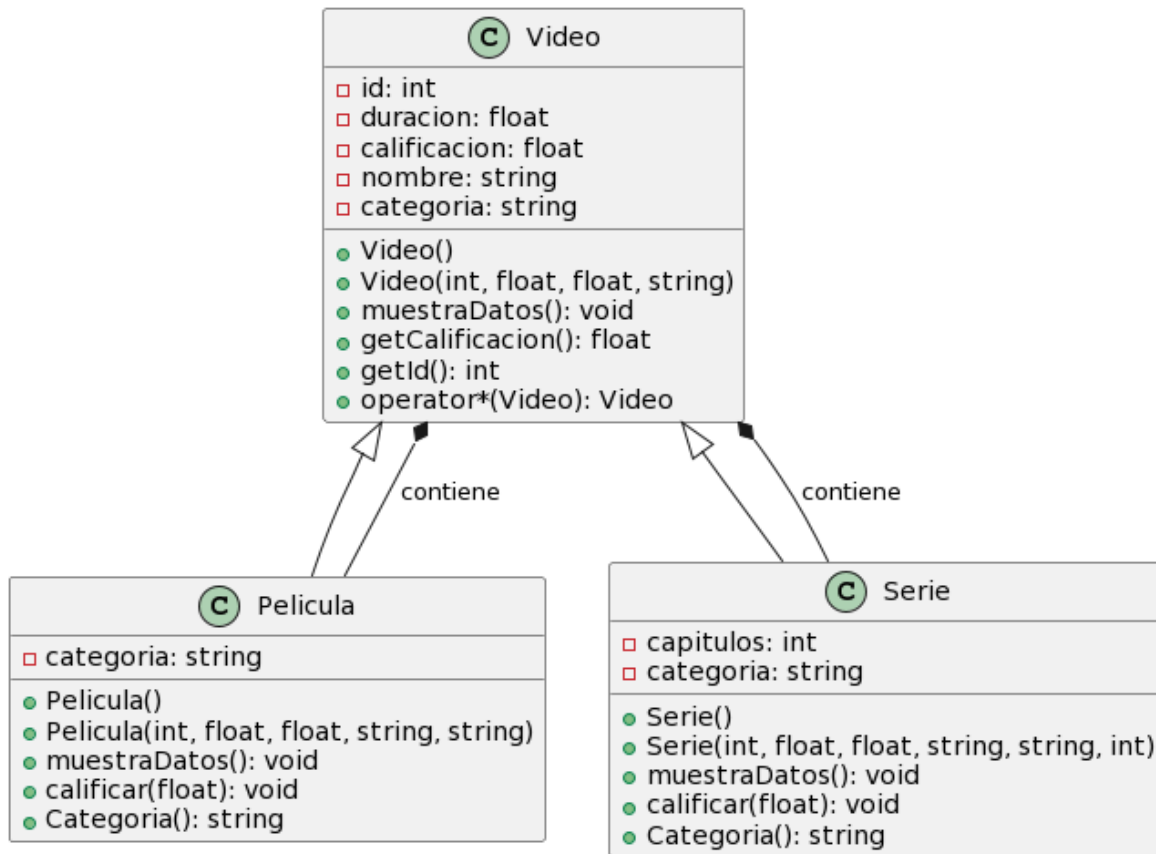 C Video
id: int
duracion: float
calificacion: float
nombre: string
categoria: string
Video()
Video(int, float, float, string)
muestraDatos(): void
getCalificacion(): float
getId(): int
operator*(Video): Video
contiene
contiene
C Pelicula
categoria: string
Pelicula()
Pelicula(int, float, float, string, string)
muestraDatos(): void
calificar(float): void
Categoria(): string
C Serie
capitulos: int
categoria: string
Serie()
Serie(int, float, float, string, string, int)
muestraDatos(): void
calificar(float): void
Categoria(): string